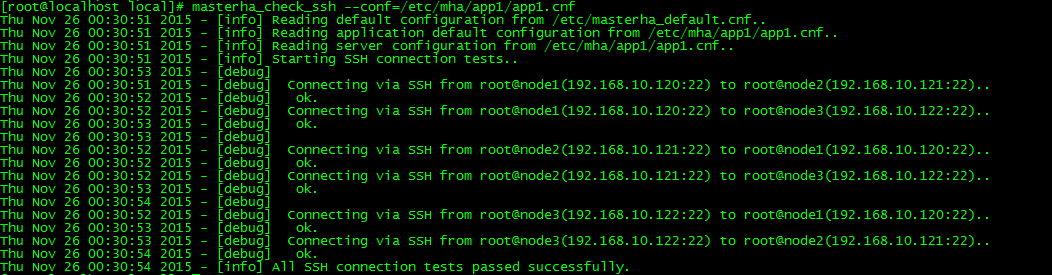 [root@localhost local]# masterha_check_ssh --conf=/etc/mha/app1/app1.cnf
Thu Nov 26 00:30:51 2015 - [info] Reading default configuration from /etc/masterha_default.cnf..
Thu Nov 26 00:30:51 2015 - [info] Reading application default configuration from /etc/mha/app1/app1.cnf..
Thu Nov 26 00:30:51 2015 - [info] Reading server configuration from /etc/mha/app1/app1.cnf..
Thu Nov 26 00:30:51 2015 - [info] Starting SSH connection tests..
Thu Nov 26 00:30:53 2015 - [debug]
Thu Nov 26 00:30:51 2015 - [debug]  Connecting via SSH from root@node1(192.168.10.120:22) to root@node2(192.168.10.121:22)..
Thu Nov 26 00:30:52 2015 - [debug]   ok.
Thu Nov 26 00:30:52 2015 - [debug]  Connecting via SSH from root@node1(192.168.10.120:22) to root@node3(192.168.10.122:22)..
Thu Nov 26 00:30:53 2015 - [debug]   ok.
Thu Nov 26 00:30:53 2015 - [debug]
Thu Nov 26 00:30:52 2015 - [debug]  Connecting via SSH from root@node2(192.168.10.121:22) to root@node1(192.168.10.120:22)..
Thu Nov 26 00:30:52 2015 - [debug]   ok.
Thu Nov 26 00:30:52 2015 - [debug]  Connecting via SSH from root@node2(192.168.10.121:22) to root@node3(192.168.10.122:22)..
Thu Nov 26 00:30:53 2015 - [debug]   ok.
Thu Nov 26 00:30:54 2015 - [debug]
Thu Nov 26 00:30:52 2015 - [debug]  Connecting via SSH from root@node3(192.168.10.122:22) to root@node1(192.168.10.120:22)..
Thu Nov 26 00:30:53 2015 - [debug]   ok.
Thu Nov 26 00:30:53 2015 - [debug]  Connecting via SSH from root@node3(192.168.10.122:22) to root@node2(192.168.10.121:22)..
Thu Nov 26 00:30:54 2015 - [debug]   ok.
Thu Nov 26 00:30:54 2015 - [info] All SSH connection tests passed successfully.